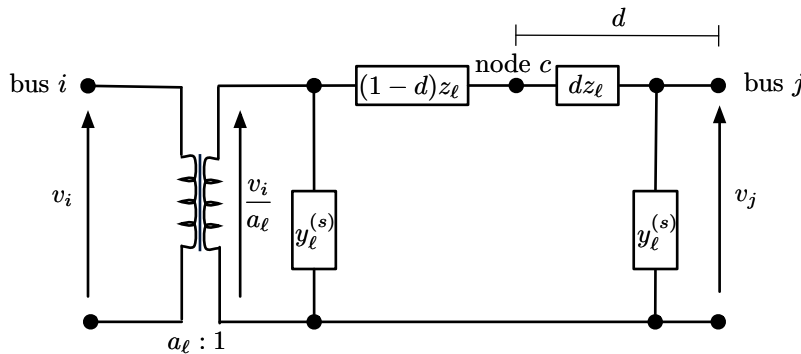 d
node c
bus i
(1 − d)z_ℓ
dz_ℓ
bus j
v_i
v_i/a_ℓ
y_ℓ^{(s)}
y_ℓ^{(s)}
v_j
a_ℓ : 1